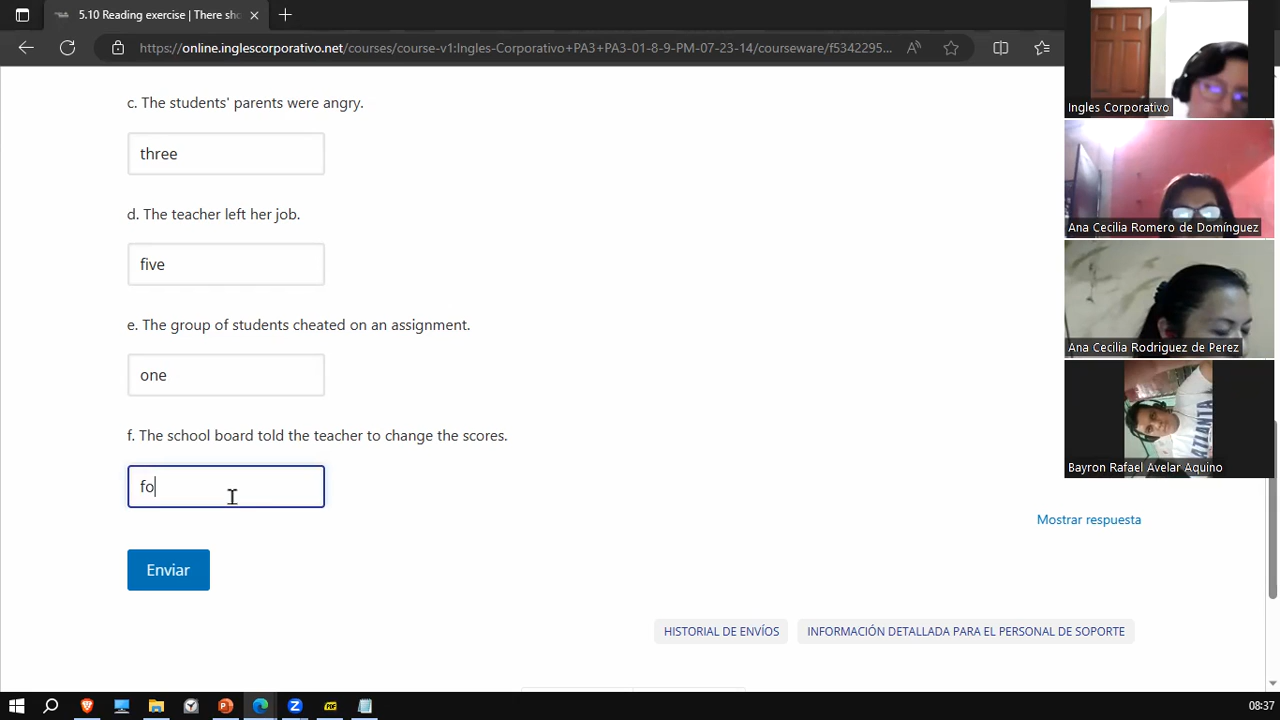 5.10 Reading exercise | There sho
https://online.inglescorporativo.net/courses/course-v1:Ingles-Corporativo+PA3+PA3-01-8-9-PM-07-23-14/courseware/f5342295...
c. The students' parents were angry.
three
d. The teacher left her job.
five
e. The group of students cheated on an assignment.
one
f. The school board told the teacher to change the scores.
fo
Mostrar respuesta
Enviar
HISTORIAL DE ENVÍOS
INFORMACIÓN DETALLADA PARA EL PERSONAL DE SOPORTE
Ingles Corporativo
Ana Cecilia Romero de Domínguez
Ana Cecilia Rodriguez de Perez
Bayron Rafael Avelar Aquino
08:37